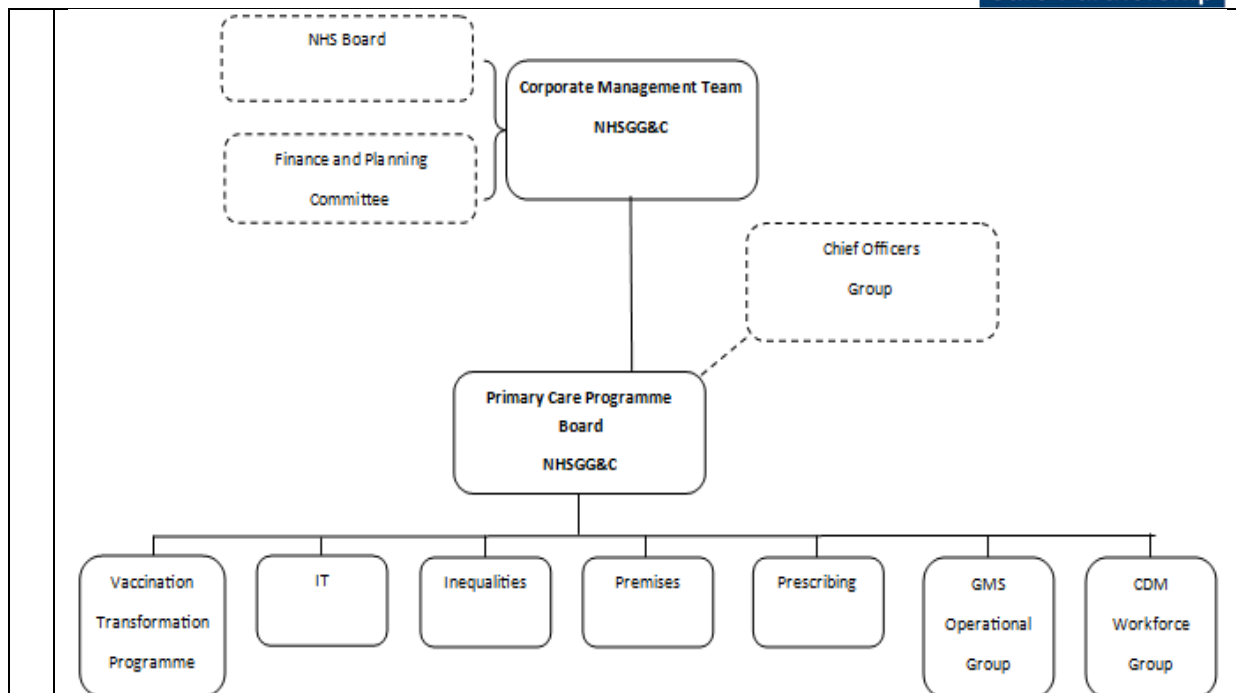 NHS Board
Corporate Management Team
NHSGG&C
Finance and Planning
Committee
Chief Officers
Group
Primary Care Programme
Board
NHSGG&C
Vaccination
Transformation
Programme
IT
Inequalities
Premises
Prescribing
GMS
Operational
Group
CDM
Workforce
Group